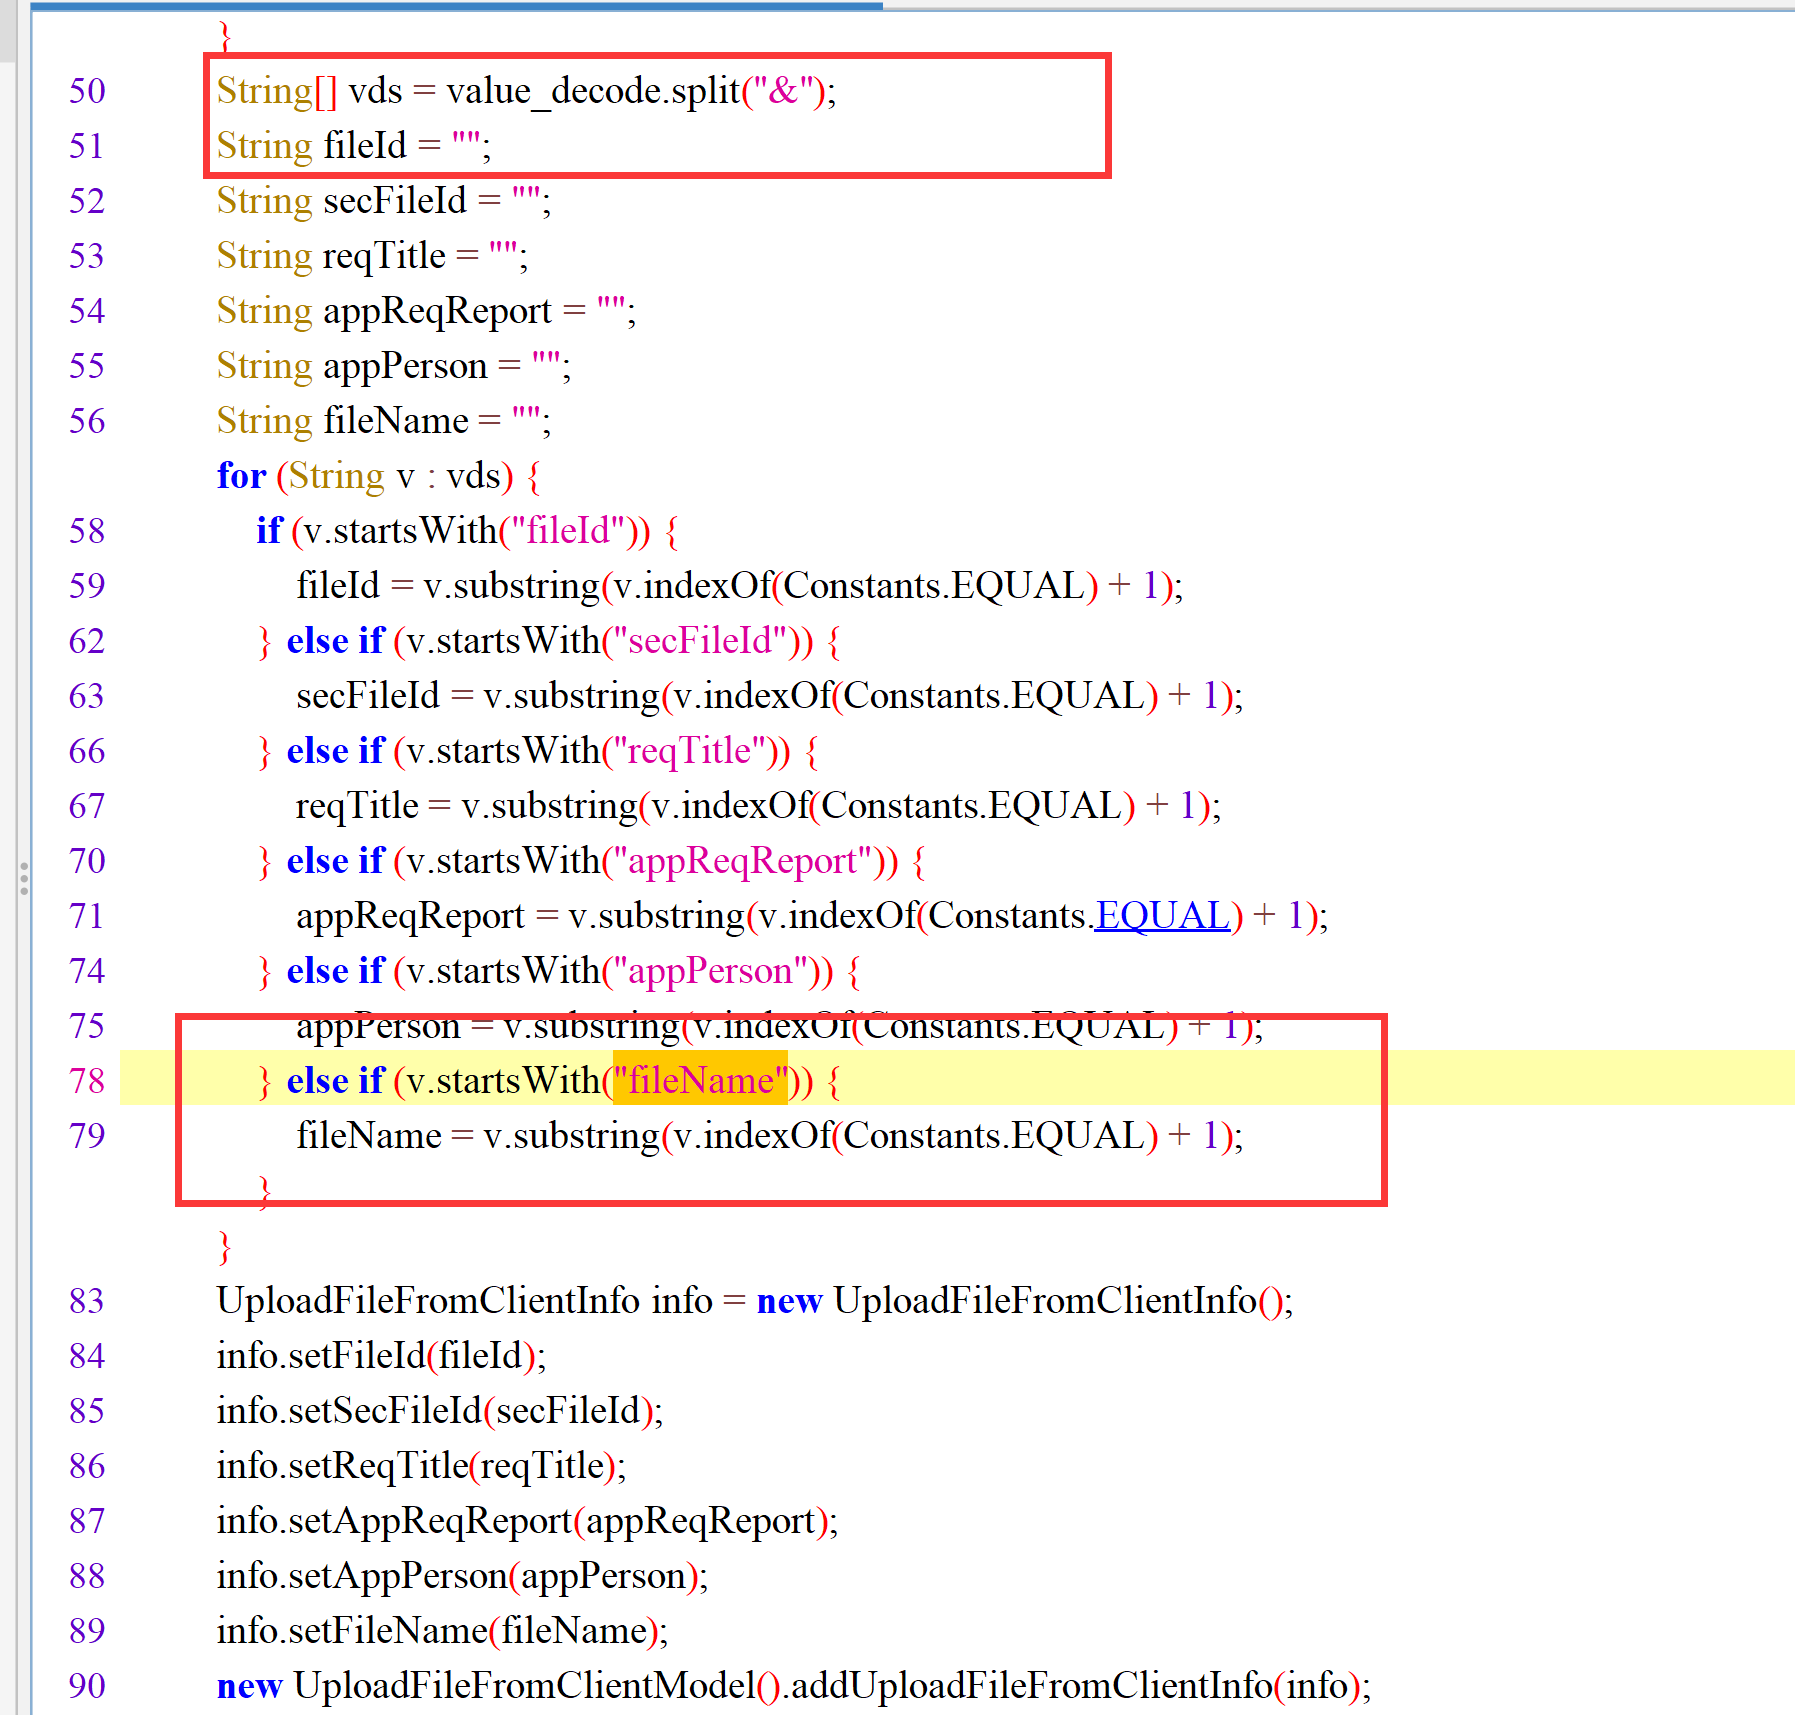 }
50 String[] vds = value_decode.split("&");
51 String fileId = "";
52 String secFileId = "";
53 String reqTitle = "";
54 String appReqReport = "";
55 String appPerson = "";
56 String fileName = "";
for (String v : vds) {
58 if (v.startsWith("fileId")) {
59 fileId = v.substring(v.indexOf(Constants.EQUAL) + 1);
62 } else if (v.startsWith("secFileId")) {
63 secFileId = v.substring(v.indexOf(Constants.EQUAL) + 1);
66 } else if (v.startsWith("reqTitle")) {
67 reqTitle = v.substring(v.indexOf(Constants.EQUAL) + 1);
70 } else if (v.startsWith("appReqReport")) {
71 appReqReport = v.substring(v.indexOf(Constants.EQUAL) + 1);
74 } else if (v.startsWith("appPerson")) {
75 appPerson = v.substring(v.indexOf(Constants.EQUAL) + 1);
78 } else if (v.startsWith("fileName")) {
79 fileName = v.substring(v.indexOf(Constants.EQUAL) + 1);
}
}
83 UploadFileFromClientInfo info = new UploadFileFromClientInfo();
84 info.setFileId(fileId);
85 info.setSecFileId(secFileId);
86 info.setReqTitle(reqTitle);
87 info.setAppReqReport(appReqReport);
88 info.setAppPerson(appPerson);
89 info.setFileName(fileName);
90 new UploadFileFromClientModel().addUploadFileFromClientInfo(info);